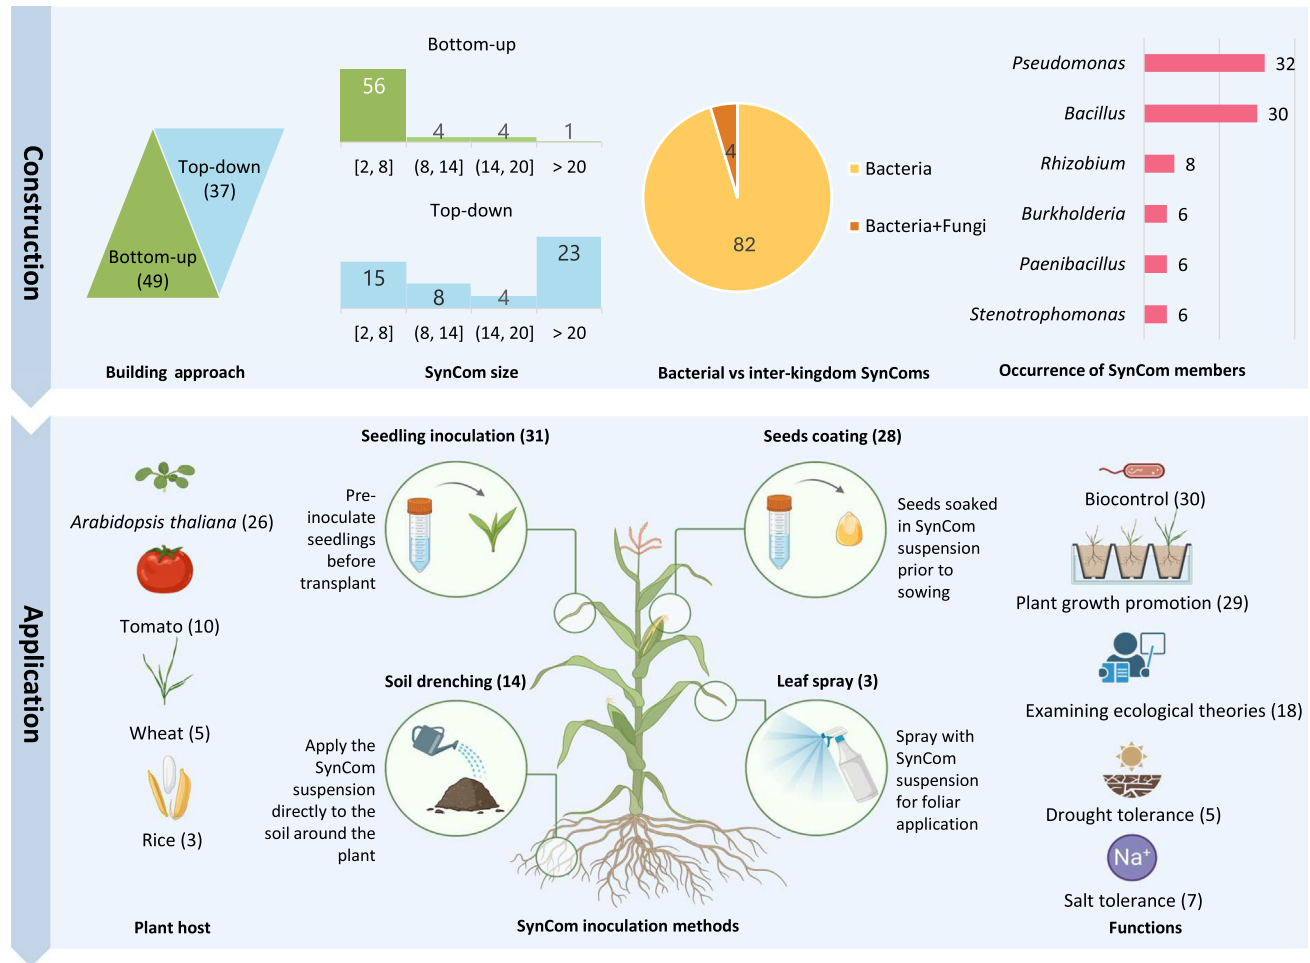 Construction
Top-down
(37)
Bottom-up
(49)
Building approach
Bottom-up
56
4
4
1
[2, 8]
(8, 14]
(14, 20]
> 20
Top-down
15
8
4
23
[2, 8]
(8, 14]
(14, 20]
> 20
SynCom size
4
82
Bacteria
Bacteria+Fungi
Bacterial vs inter-kingdom SynComs
Pseudomonas
32
Bacillus
30
Rhizobium
8
Burkholderia
6
Paenibacillus
6
Stenotrophomonas
6
Occurrence of SynCom members
Application
Arabidopsis thaliana (26)
Tomato (10)
Wheat (5)
Rice (3)
Plant host
Seedling inoculation (31)
Pre-
inoculate
seedlings
before
transplant
Seeds coating (28)
Seeds soaked
in SynCom
suspension
prior to
sowing
Soil drenching (14)
Apply the
SynCom
suspension
directly to the
soil around the
plant
Leaf spray (3)
Spray with
SynCom
suspension
for foliar
application
SynCom inoculation methods
Biocontrol (30)
Plant growth promotion (29)
Examining ecological theories (18)
Drought tolerance (5)
Na+
Salt tolerance (7)
Functions